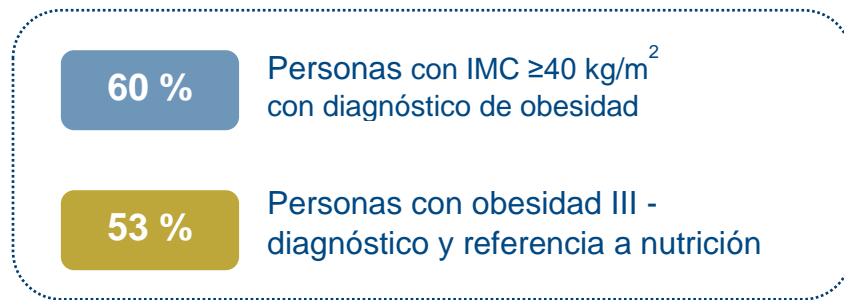 60 %
Personas con IMC ≥40 kg/m²
con diagnóstico de obesidad
53 %
Personas con obesidad III -
diagnóstico y referencia a nutrición